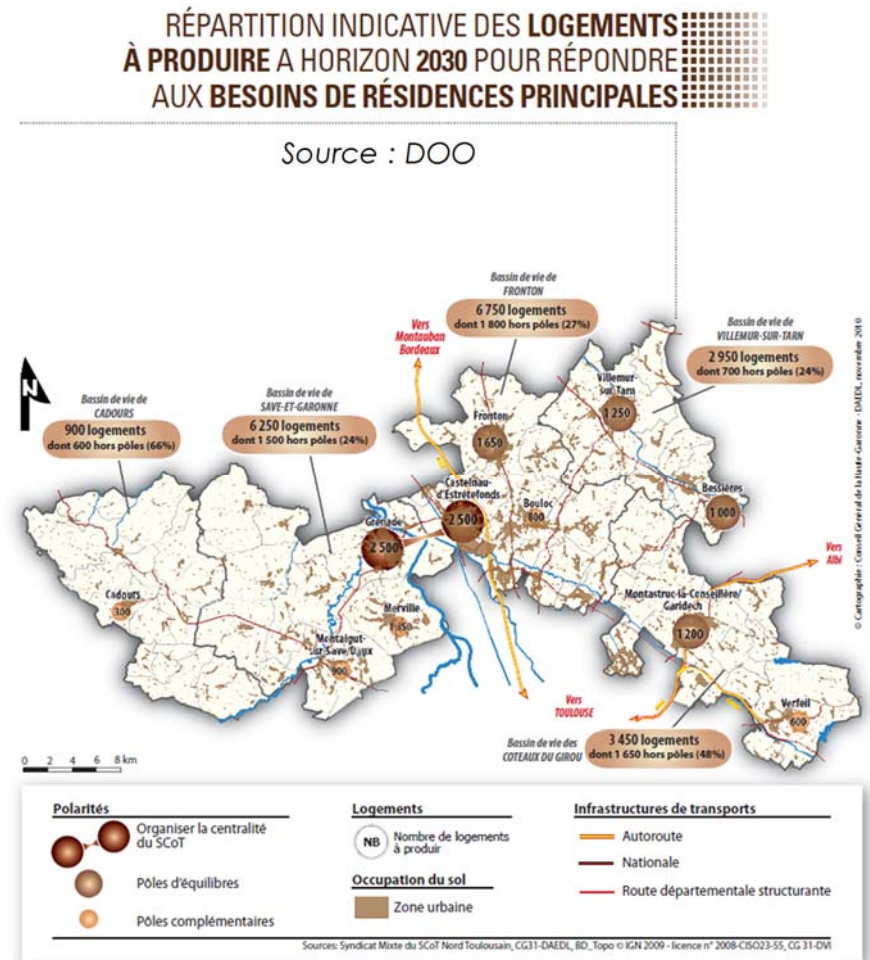 RÉPARTITION INDICATIVE DES LOGEMENTS
À PRODUIRE A HORIZON 2030 POUR RÉPONDRE
AUX BESOINS DE RÉSIDENCES PRINCIPALES
Source : DOO
Bassin de vie de
FRONTON
6 750 logements
dont 1 800 hors pôles (27%)
Vers
Montauban
Bordeaux
Bassin de vie de
VILLEMUR-SUR-TARN
2 950 logements
dont 700 hors pôles (24%)
N
Bassin de vie de
CADOURS
900 logements
dont 600 hors pôles (66%)
Bassin de vie de
SAVE-ET-GARONNE
6 250 logements
dont 1 500 hors pôles (24%)
Villemur-
sur-Tarn
1 250
Fronton
1 650
Castelnau-
d'Estrétefonds
2 500
Bouloc
800
Bessières
1 000
Grenade
2 500
Vers
Albi
Cadours
300
Merville
1 350
Montaigut-
sur-Save/Daux
900
Montastruc-la-Conseillère/
Garidech
1 200
Vers
TOULOUSE
Verfeil
600
Bassin de vie des
COTEAUX DU GIROU
3 450 logements
dont 1 650 hors pôles (48%)
0 2 4 6 8 km
© Cartographie : Conseil Général de la Haute-Garonne - DAEDL, novembre 2010
Polarités
Organiser la centralité
du SCoT
Pôles d'équilibres
Pôles complémentaires
Logements
NB
Nombre de logements
à produir
Occupation du sol
Zone urbaine
Infrastructures de transports
Autoroute
Nationale
Route départementale structurante
Sources: Syndicat Mixte du SCoT Nord Toulousain, CG31-DAEDL, BD_Topo © IGN 2009 - licence n° 2008-CISO23-55, CG 31-DVI